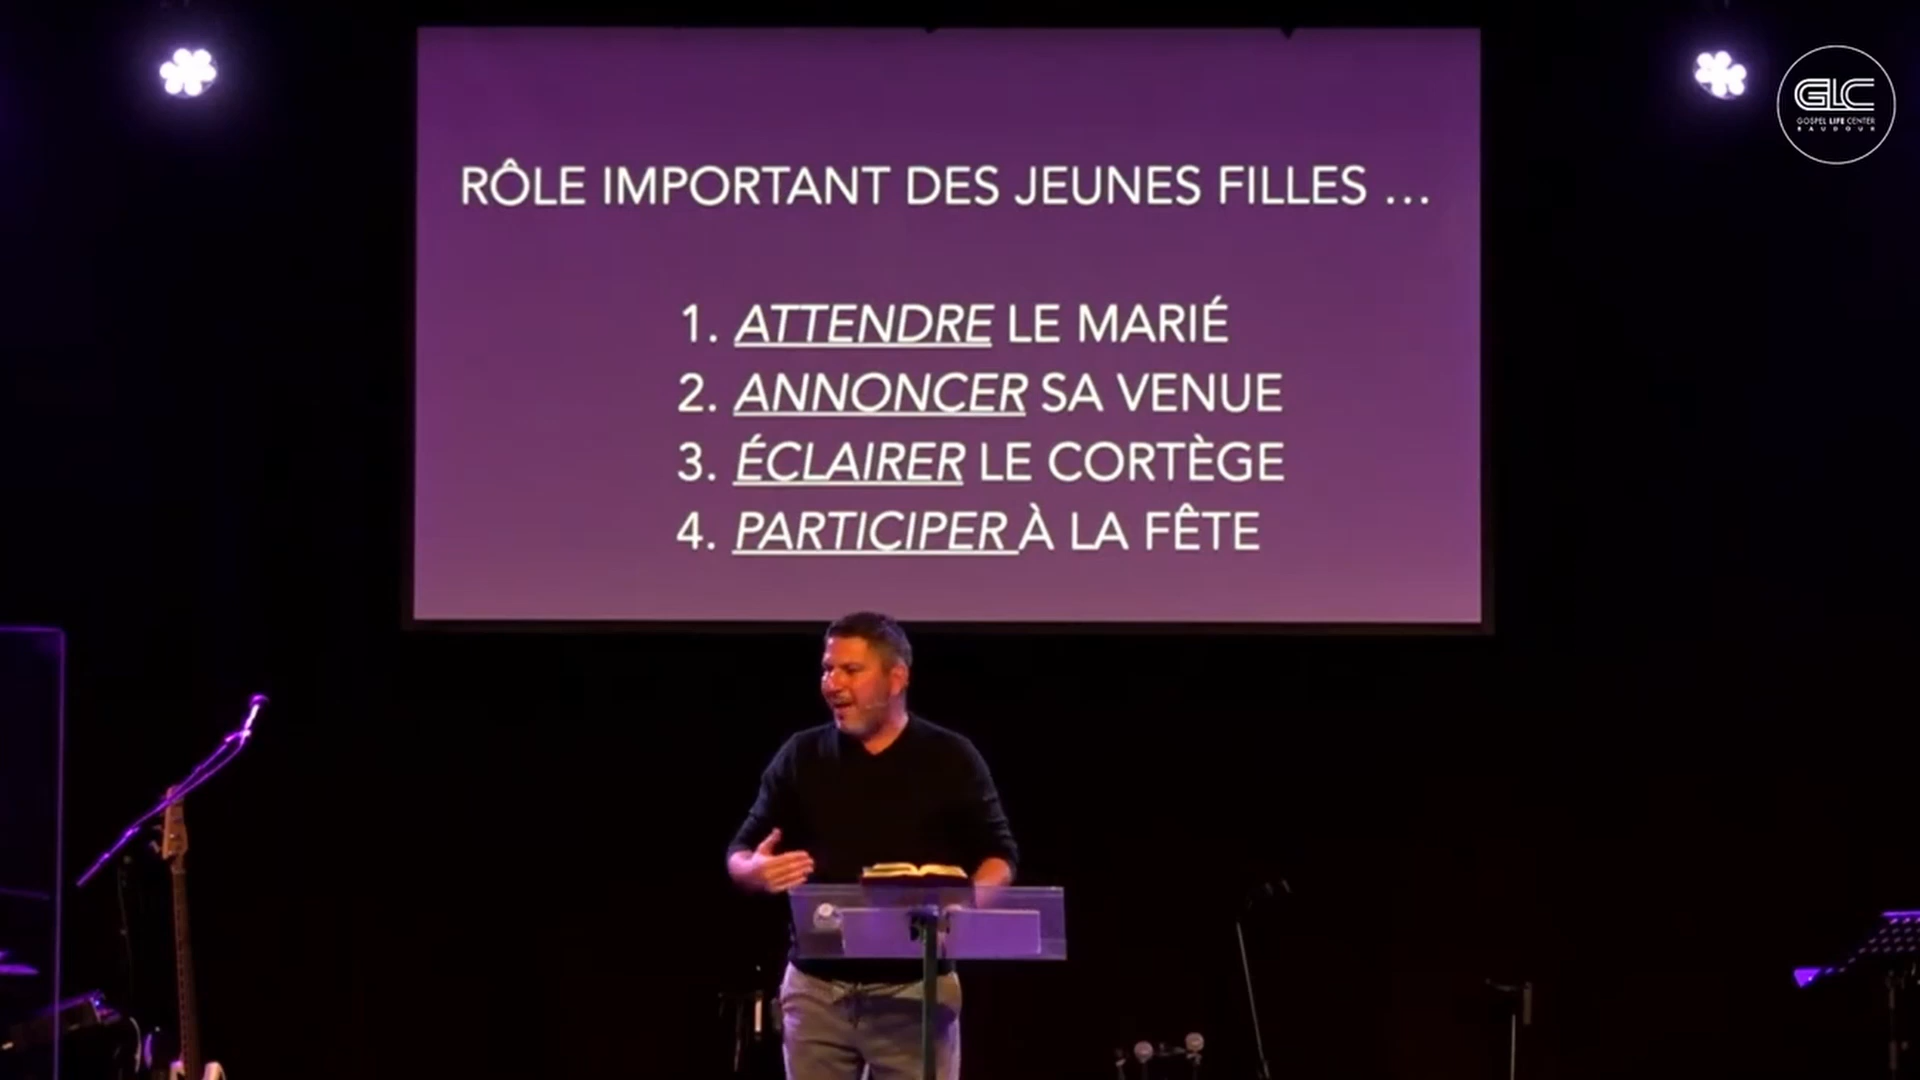 RÔLE IMPORTANT DES JEUNES FILLES …
1. ATTENDRE LE MARIÉ
2. ANNONCER SA VENUE
3. ÉCLAIRER LE CORTÈGE
4. PARTICIPER À LA FÊTE
GLC
GOSPEL LIFE CENTER
BAUDOUR